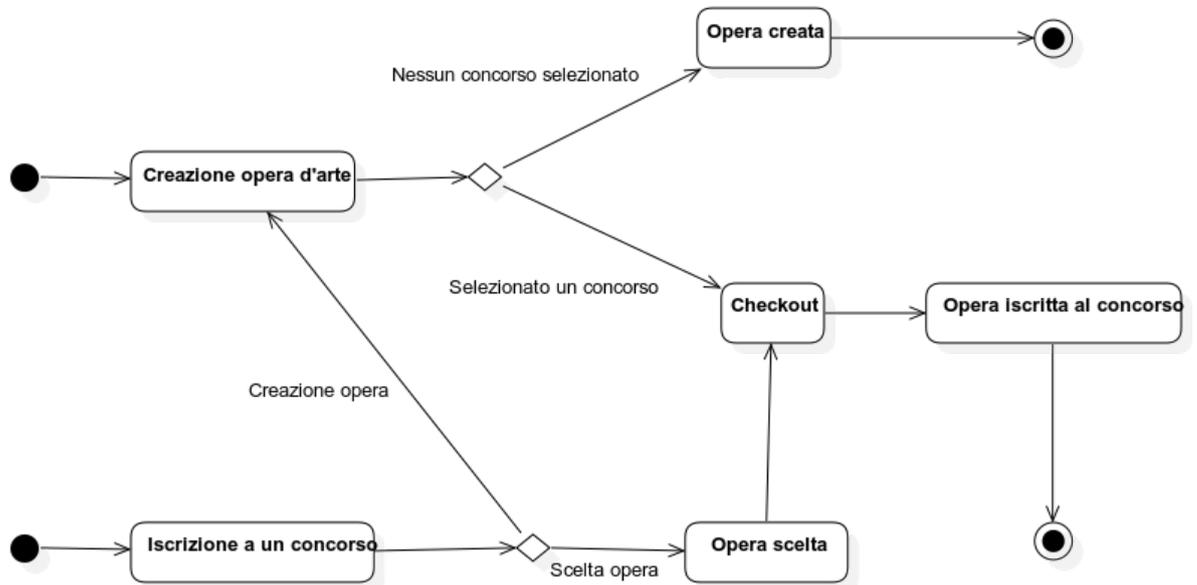 Opera creata
Nessun concorso selezionato
Creazione opera d'arte
Selezionato un concorso
Checkout
Opera iscritta al concorso
Creazione opera
Iscrizione a un concorso
Opera scelta
Scelta opera